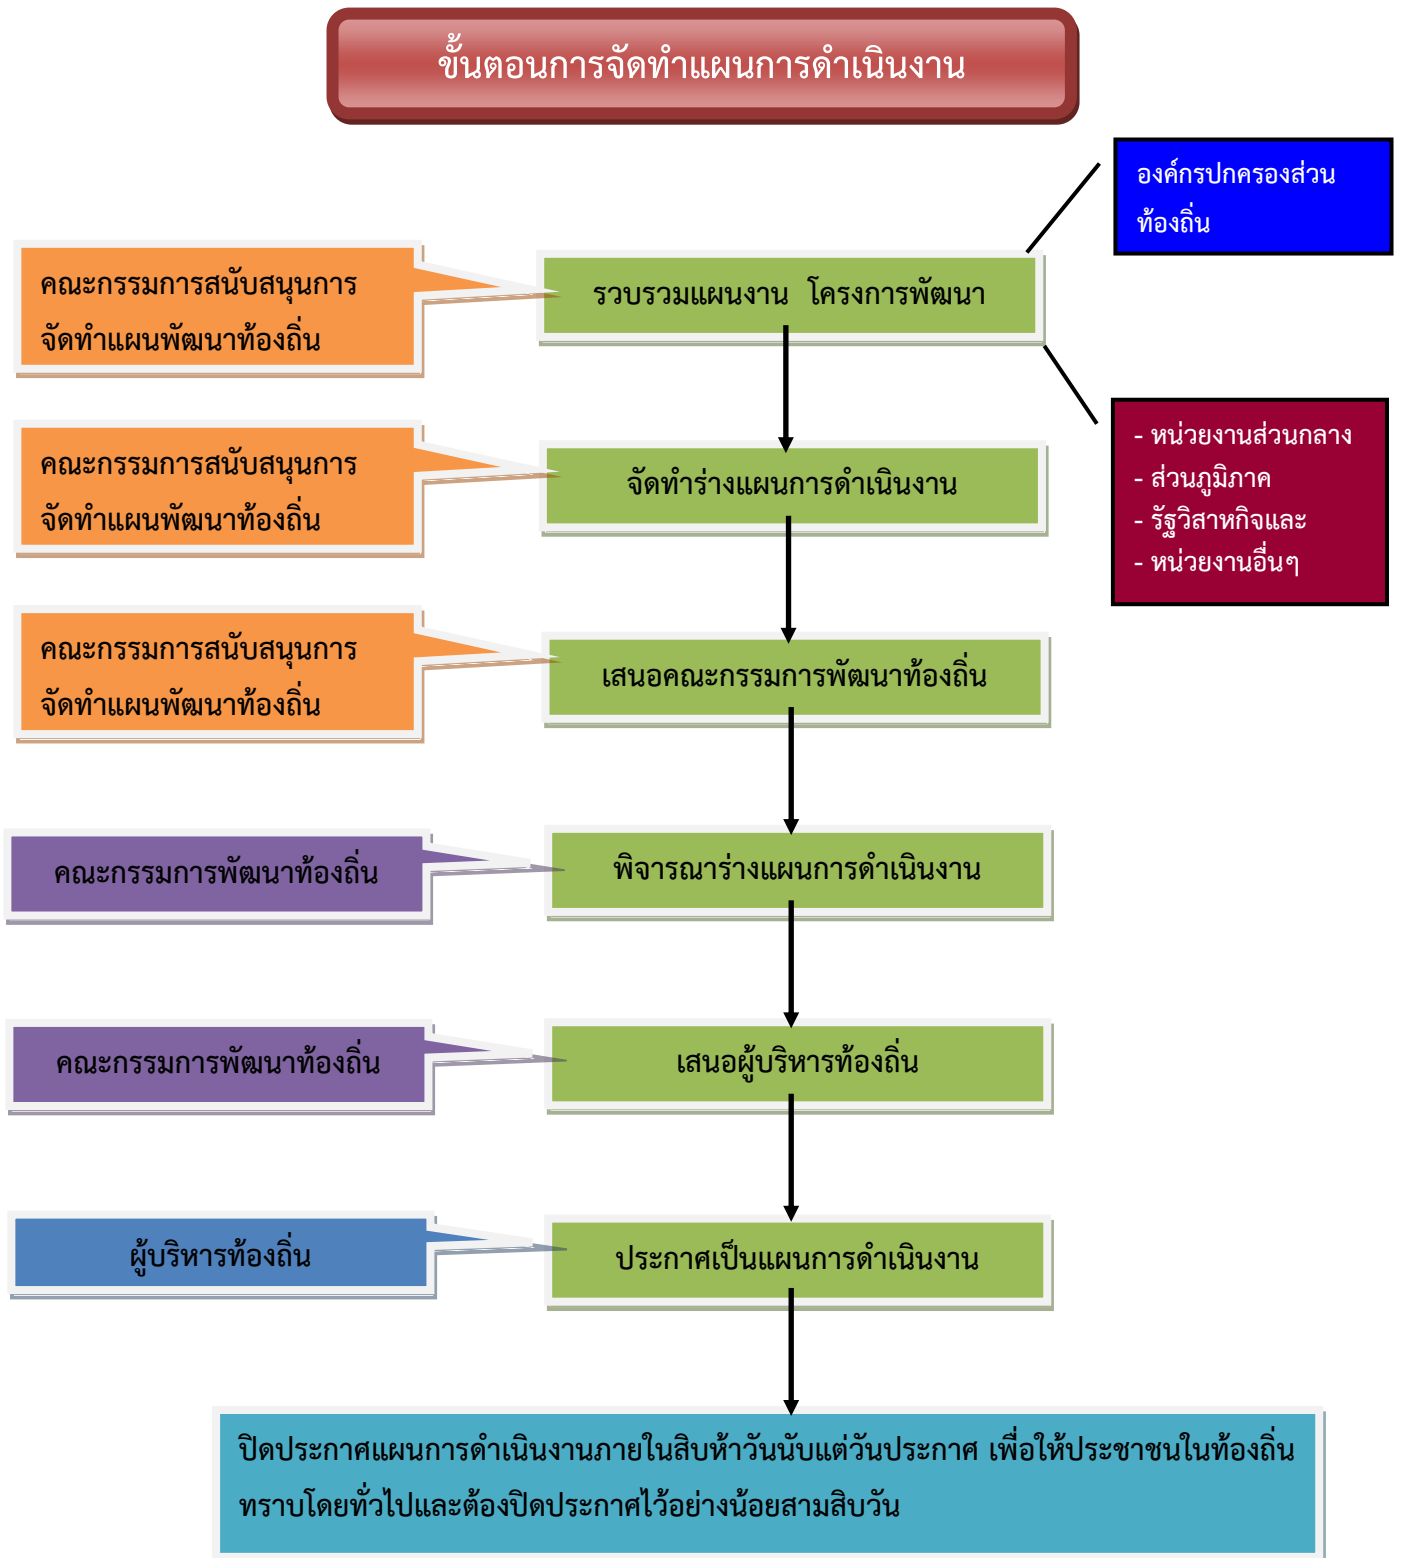 ขั้นตอนการจัดทำแผนการดำเนินงาน
องค์กรปกครองส่วน
ท้องถิ่น
คณะกรรมการสนับสนุนการ
จัดทำแผนพัฒนาท้องถิ่น
รวบรวมแผนงาน โครงการพัฒนา
- หน่วยงานส่วนกลาง
- ส่วนภูมิภาค
- รัฐวิสาหกิจและ
- หน่วยงานอื่นๆ
คณะกรรมการสนับสนุนการ
จัดทำแผนพัฒนาท้องถิ่น
จัดทำร่างแผนการดำเนินงาน
คณะกรรมการสนับสนุนการ
จัดทำแผนพัฒนาท้องถิ่น
เสนอคณะกรรมการพัฒนาท้องถิ่น
คณะกรรมการพัฒนาท้องถิ่น
พิจารณาร่างแผนการดำเนินงาน
คณะกรรมการพัฒนาท้องถิ่น
เสนอผู้บริหารท้องถิ่น
ผู้บริหารท้องถิ่น
ประกาศเป็นแผนการดำเนินงาน
ปิดประกาศแผนการดำเนินงานภายในสิบห้าวันนับแต่วันประกาศ เพื่อให้ประชาชนในท้องถิ่น
ทราบโดยทั่วไปและต้องปิดประกาศไว้อย่างน้อยสามสิบวัน